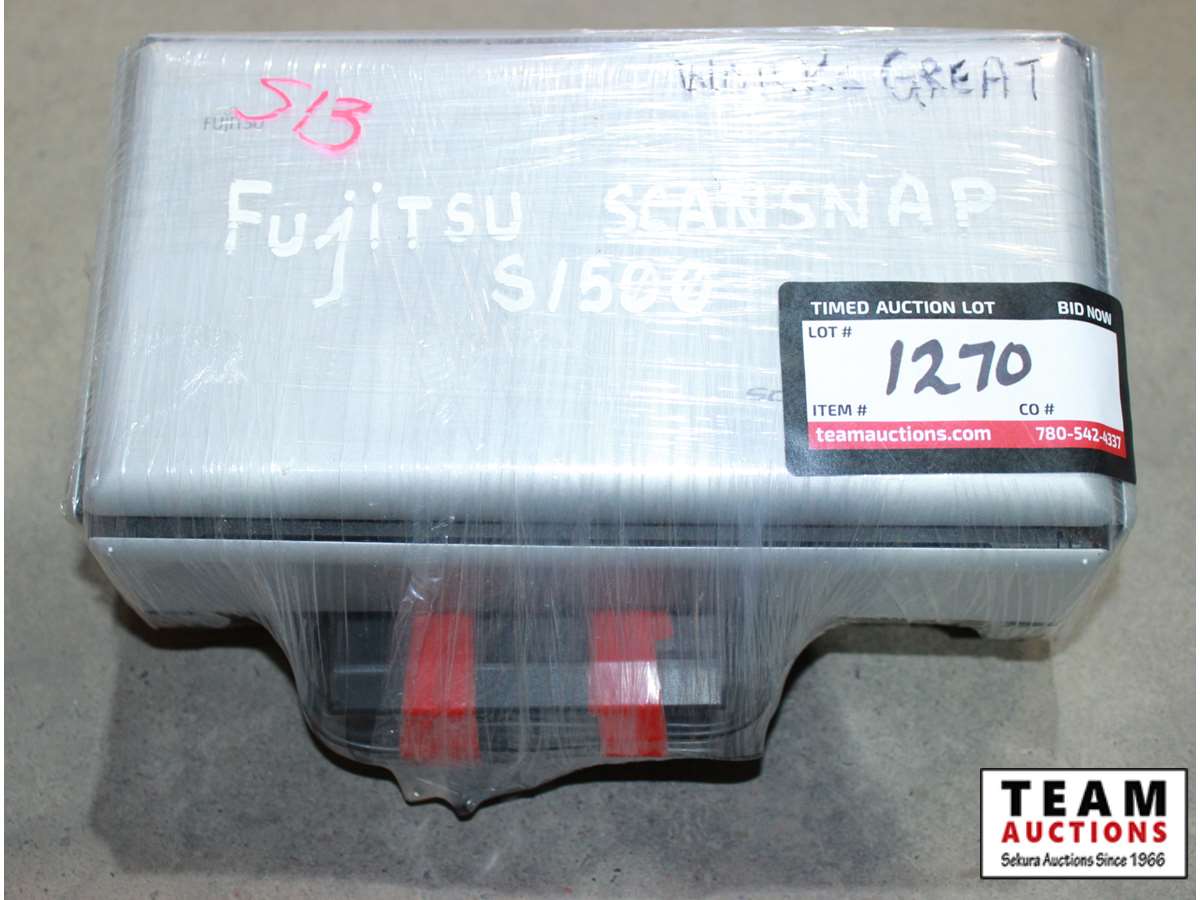 WORKS GREAT
S13
FUJITSU
FUjiTSU SCANSNAP
S1500
TIMED AUCTION LOT BID NOW
LOT # 1270
ITEM # CO #
teamauctions.com 780-542-4337
TEAM
AUCTIONS
Sekura Auctions Since 1966